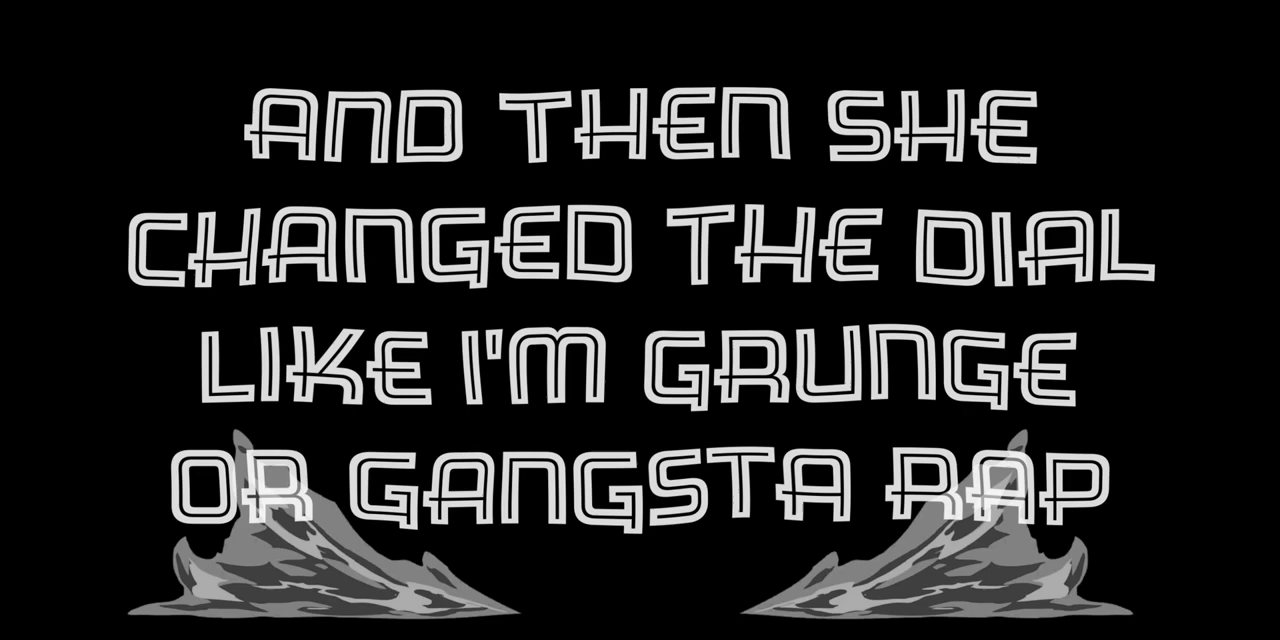 AND THEN SHE
CHANGED THE DIAL
LIKE I'M GRUNGE
OR GANGSTA RAP